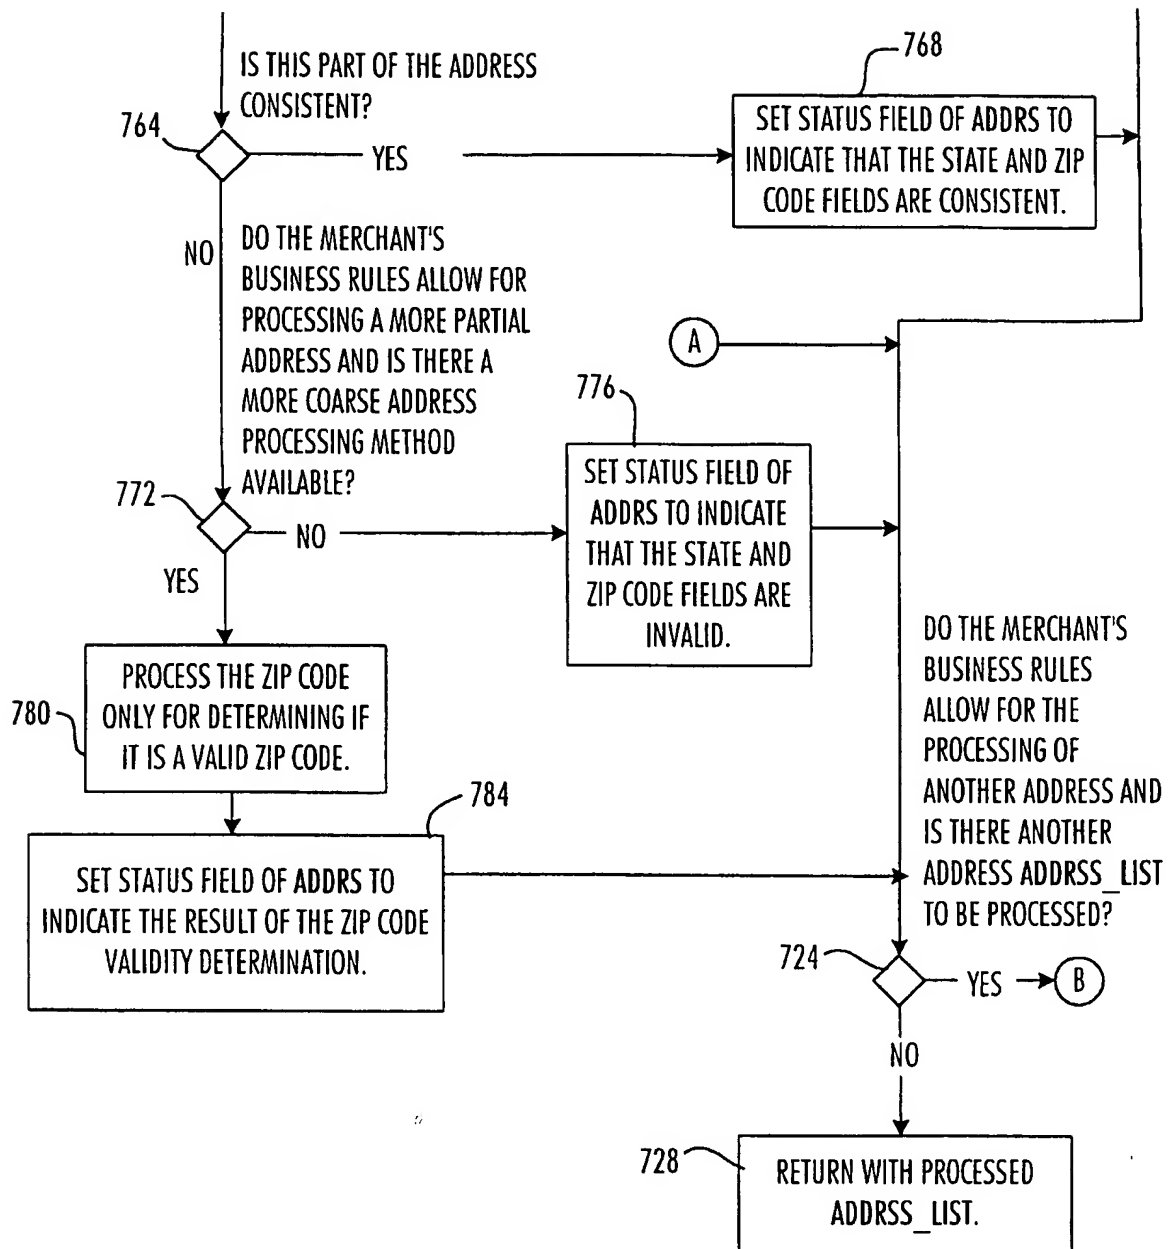 IS THIS PART OF THE ADDRESS
CONSISTENT?
764
YES
768
SET STATUS FIELD OF ADDRS TO
INDICATE THAT THE STATE AND ZIP
CODE FIELDS ARE CONSISTENT.
NO
DO THE MERCHANT'S
BUSINESS RULES ALLOW FOR
PROCESSING A MORE PARTIAL
ADDRESS AND IS THERE A
MORE COARSE ADDRESS
PROCESSING METHOD
AVAILABLE?
A
772
NO
776
SET STATUS FIELD OF
ADDRS TO INDICATE
THAT THE STATE AND
ZIP CODE FIELDS ARE
INVALID.
YES
780
PROCESS THE ZIP CODE
ONLY FOR DETERMINING IF
IT IS A VALID ZIP CODE.
784
SET STATUS FIELD OF ADDRS TO
INDICATE THE RESULT OF THE ZIP CODE
VALIDITY DETERMINATION.
DO THE MERCHANT'S
BUSINESS RULES
ALLOW FOR THE
PROCESSING OF
ANOTHER ADDRESS AND
IS THERE ANOTHER
ADDRESS ADDRSS_LIST
TO BE PROCESSED?
724
YES
B
NO
728
RETURN WITH PROCESSED
ADDRSS_LIST.